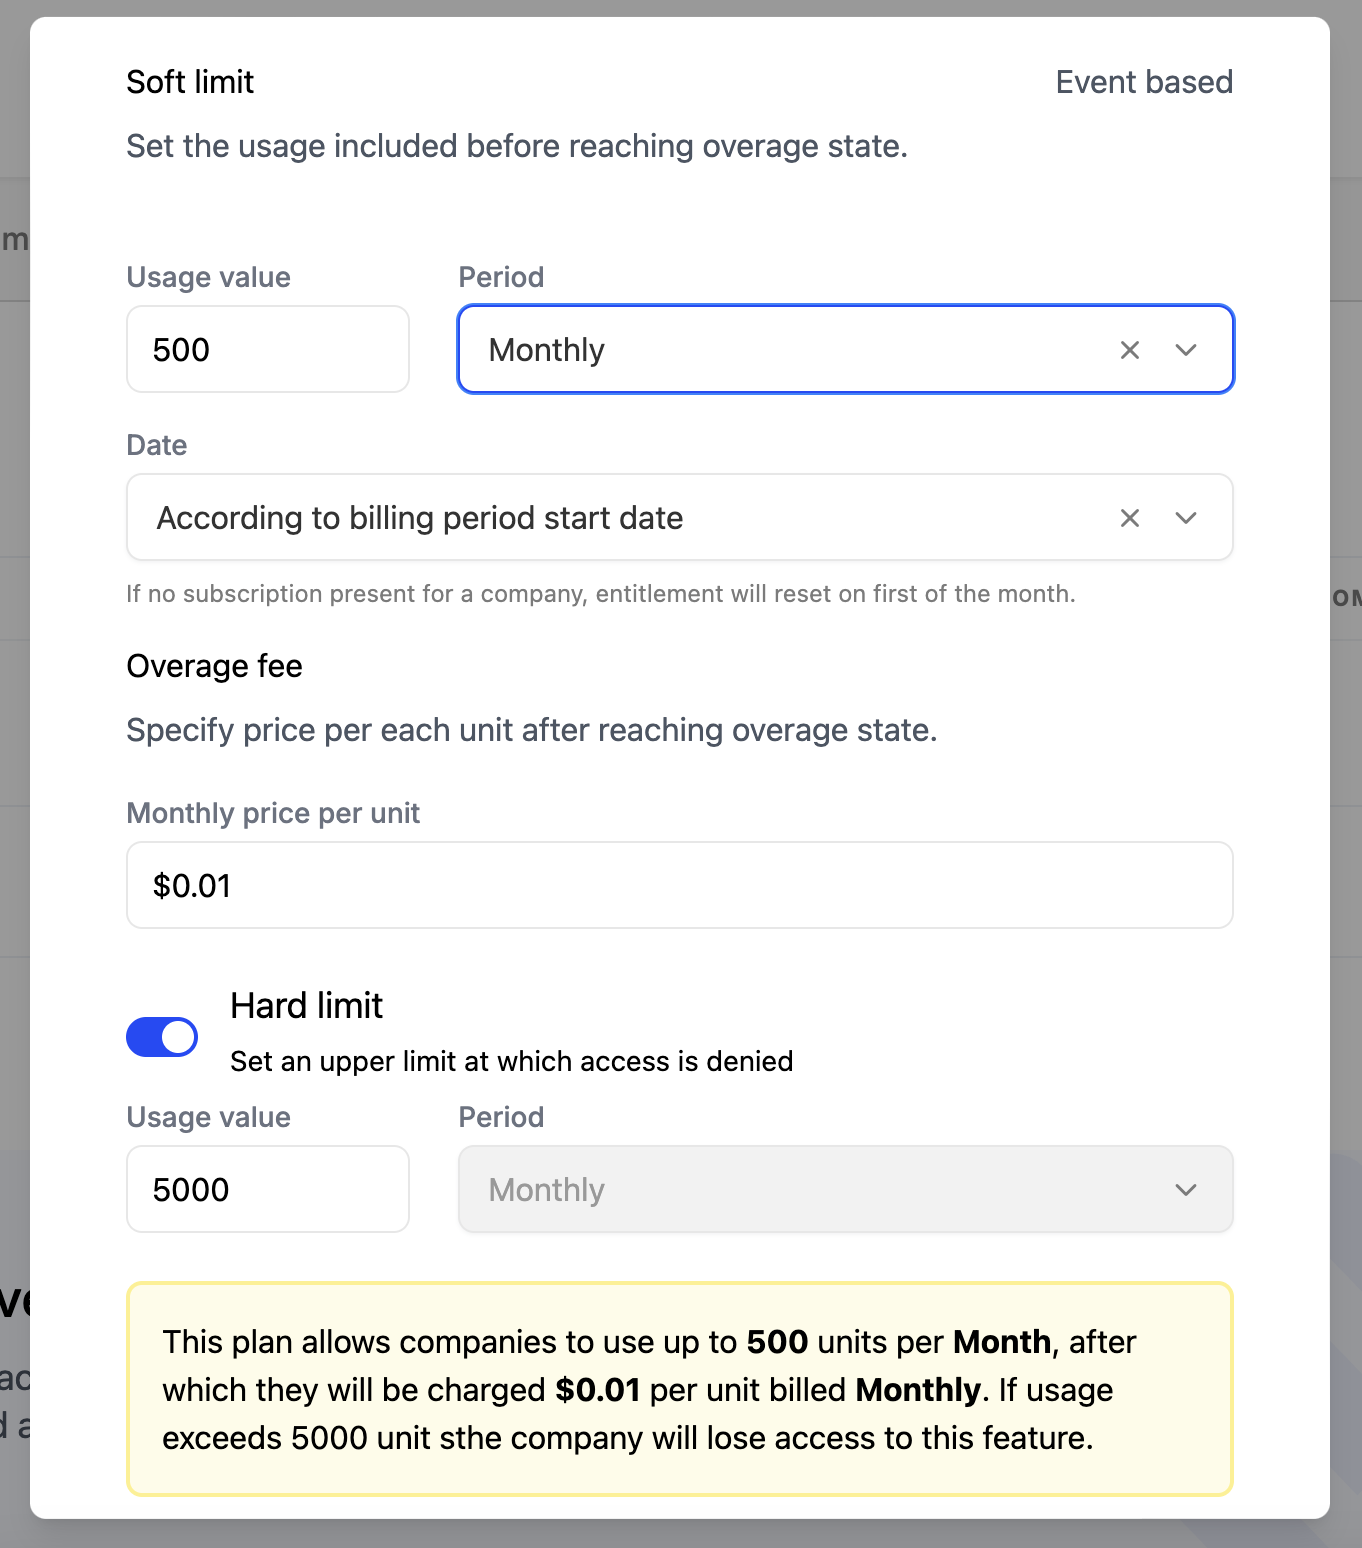 Soft limit
Event based
Set the usage included before reaching overage state.
Usage value
Period
500
Monthly
Date
According to billing period start date
If no subscription present for a company, entitlement will reset on first of the month.
Overage fee
Specify price per each unit after reaching overage state.
Monthly price per unit
$0.01
Hard limit
Set an upper limit at which access is denied
Usage value
Period
5000
Monthly
This plan allows companies to use up to 500 units per Month, after
which they will be charged $0.01 per unit billed Monthly. If usage
exceeds 5000 unit sthe company will lose access to this feature.